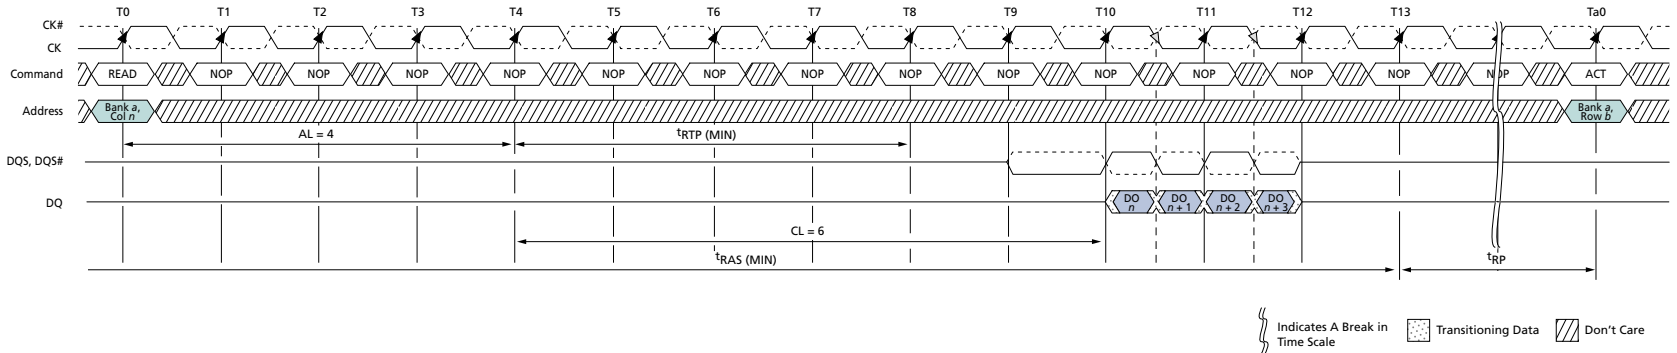 T0 T1 T2 T3 T4 T5 T6 T7 T8 T9 T10 T11 T12 T13 Ta0
CK#
CK
Command READ NOP NOP NOP NOP NOP NOP NOP NOP NOP NOP NOP NOP NOP NOP ACT
Address Bank a, Col n Bank a, Row b
AL = 4 tRTP (MIN)
DQS, DQS#
DQ DO n DO n + 1 DO n + 2 DO n + 3
CL = 6
tRAS (MIN) tRP
Indicates A Break in
Time Scale
Transitioning Data
Don't Care